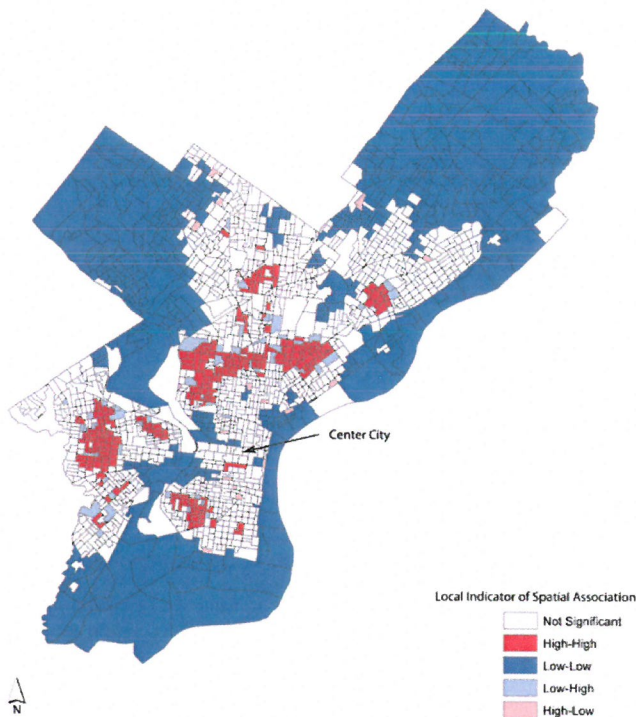 Center City
Local Indicator of Spatial Association
Not Significant
High-High
Low-Low
Low-High
High-Low
N